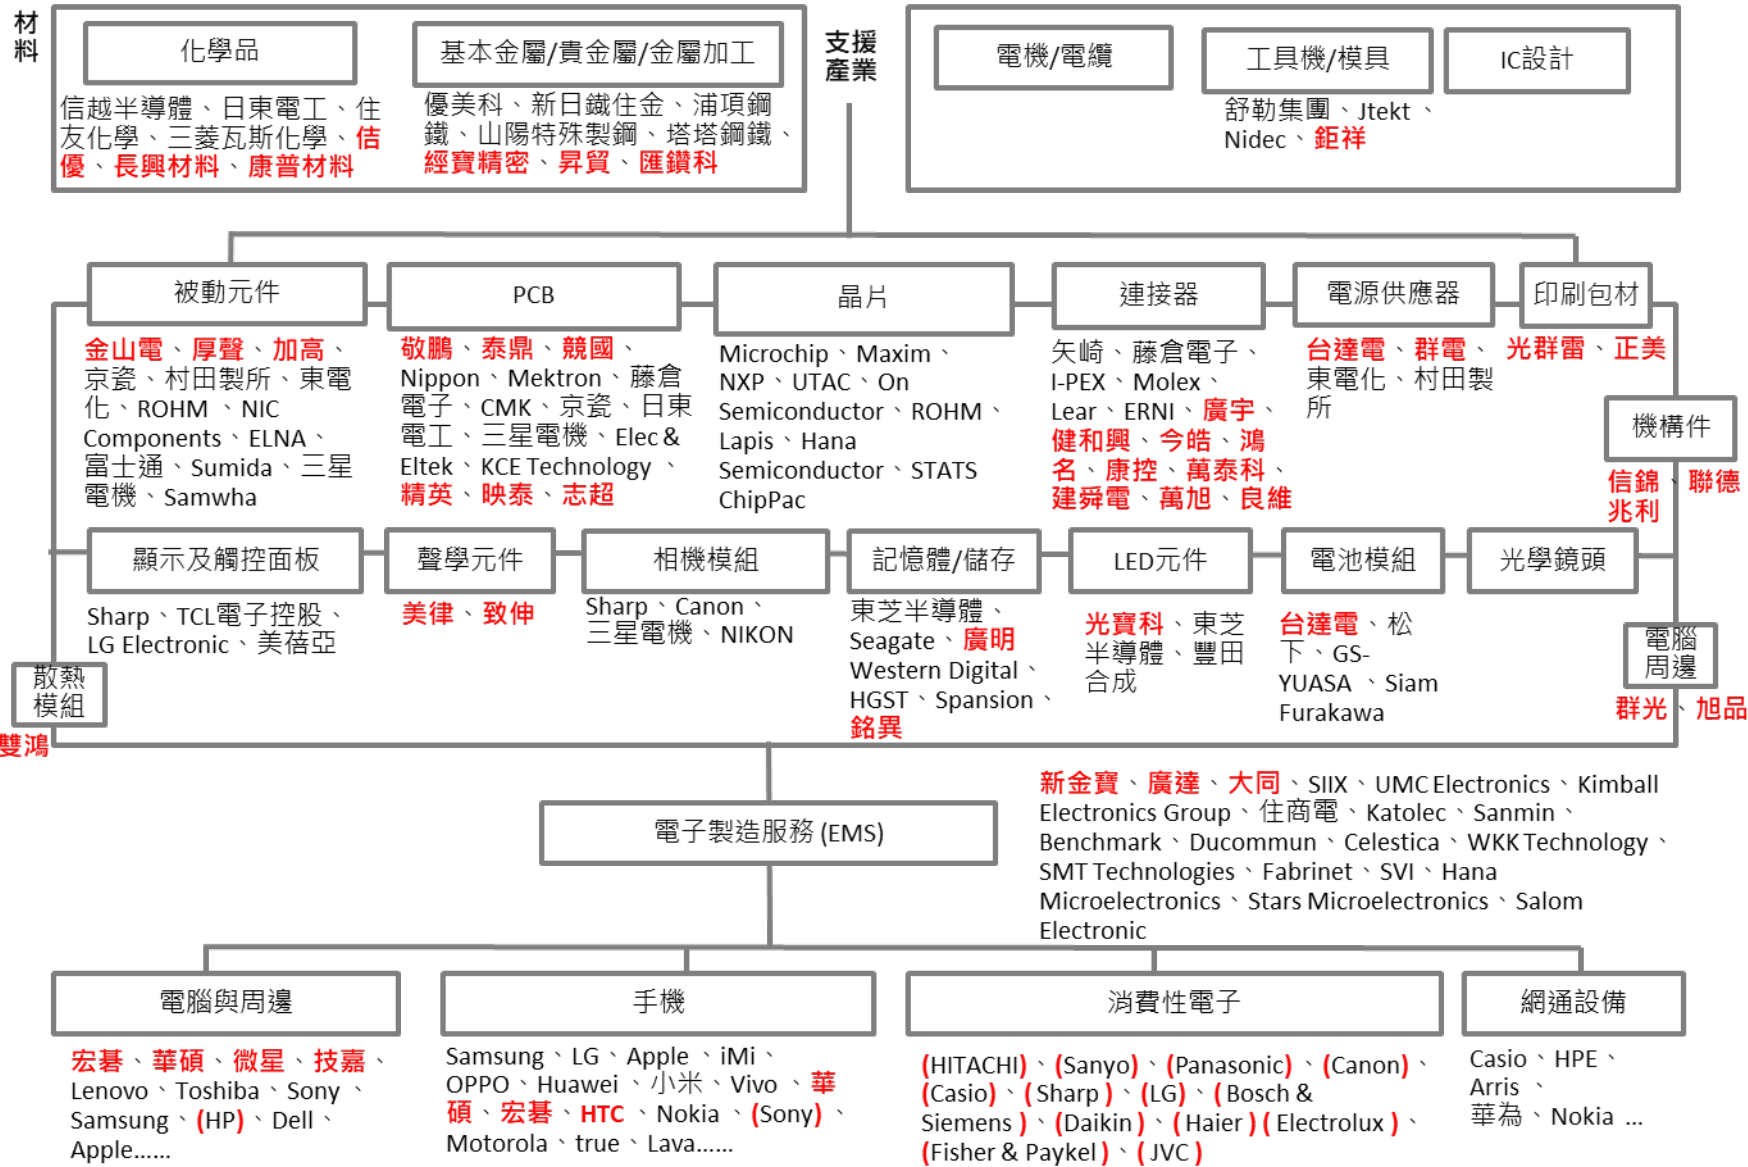 材
料
化學品
基本金屬/貴金屬/金屬加工
信越半導體、日東電工、住
友化學、三菱瓦斯化學、佶
優、長興材料、康普材料
優美科、新日鐵住金、浦項鋼
鐵、山陽特殊製鋼、塔塔鋼鐵、
經寶精密、昇貿、匯鑽科
支援
產業
電機/電纜
工具機/模具
IC設計
舒勒集團、Jtekt、
Nidec、鉅祥
被動元件
金山電、厚聲、加高、
京瓷、村田製所、東電
化、ROHM、NIC
Components、ELNA、
富士通、Sumida、三星
電機、Samwha
PCB
敬鵬、泰鼎、競國、
Nippon、Mektron、藤倉
電子、CMK、京瓷、日東
電工、三星電機、Elec &
Eltek、KCE Technology、
精英、映泰、志超
晶片
Microchip、Maxim、
NXP、UTAC、On
Semiconductor、ROHM、
Lapis、Hana
Semiconductor、STATS
ChipPac
連接器
矢崎、藤倉電子、
I-PEX、Molex、
Lear、ERNI、廣宇、
健和興、今皓、鴻
名、康控、萬泰科、
建舜電、萬旭、良維
電源供應器
台達電、群電、
東電化、村田製
所
印刷包材
光群雷、正美
機構件
信錦、聯德
兆利
顯示及觸控面板
Sharp、TCL電子控股、
LG Electronic、美蓓亞
聲學元件
美律、致伸
相機模組
Sharp、Canon、
三星電機、NIKON
記憶體/儲存
東芝半導體、
Seagate、廣明
Western Digital、
HGST、Spansion、
銘異
LED元件
光寶科、東芝
半導體、豐田
合成
電池模組
台達電、松
下、GS-
YUASA、Siam
Furakawa
光學鏡頭
電腦
周邊
群光、旭品
散熱
模組
雙鴻
電子製造服務 (EMS)
新金寶、廣達、大同、SIIX、UMC Electronics、Kimball
Electronics Group、住商電、Katolec、Sanmin、
Benchmark、Ducommun、Celestica、WKK Technology、
SMT Technologies、Fabrinet、SVI、Hana
Microelectronics、Stars Microelectronics、Salom
Electronic
電腦與周邊
宏碁、華碩、微星、技嘉、
Lenovo、Toshiba、Sony、
Samsung、(HP)、Dell、
Apple……
手機
Samsung、LG、Apple、iMi、
OPPO、Huawei、小米、Vivo、華
碩、宏碁、HTC、Nokia、(Sony)、
Motorola、true、Lava……
消費性電子
(HITACHI)、(Sanyo)、(Panasonic)、(Canon)、
(Casio)、( Sharp )、(LG)、( Bosch &
Siemens )、(Daikin)、( Haier ) ( Electrolux )、
(Fisher & Paykel )、( JVC )
網通設備
Casio、HPE、
Arris、
華為、Nokia …